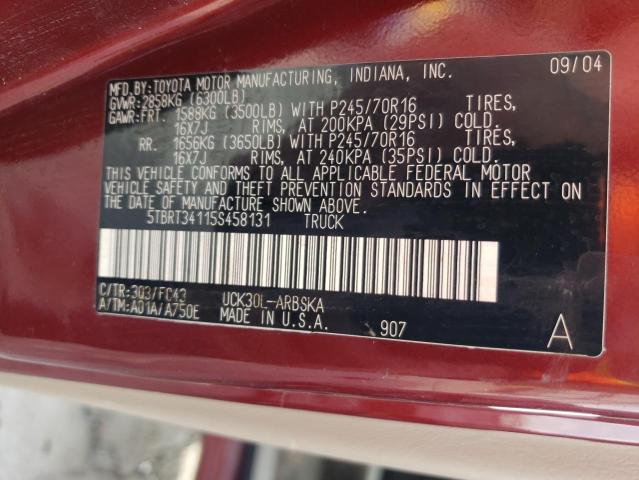 MFD.BY:TOYOTA MOTOR MANUFACTURING, INDIANA, INC. 09/04
GVWR:2858KG (6300LB)
GAWR:FRT. 1588KG (3500LB) WITH P245/70R16 TIRES,
16X7J RIMS, AT 200KPA (29PSI) COLD.
RR. 1656KG (3650LB) WITH P245/70R16 TIRES,
16X7J RIMS, AT 240KPA (35PSI) COLD.
THIS VEHICLE CONFORMS TO ALL APPLICABLE FEDERAL MOTOR
VEHICLE SAFETY AND THEFT PREVENTION STANDARDS IN EFFECT ON
THE DATE OF MANUFACTURE SHOWN ABOVE.
5TBRT34115S458131 TRUCK
C/TR:3Q3/FC43 UCK30L-ARBSKA
A/TM:A01A/A750E MADE IN U.S.A. 907 A